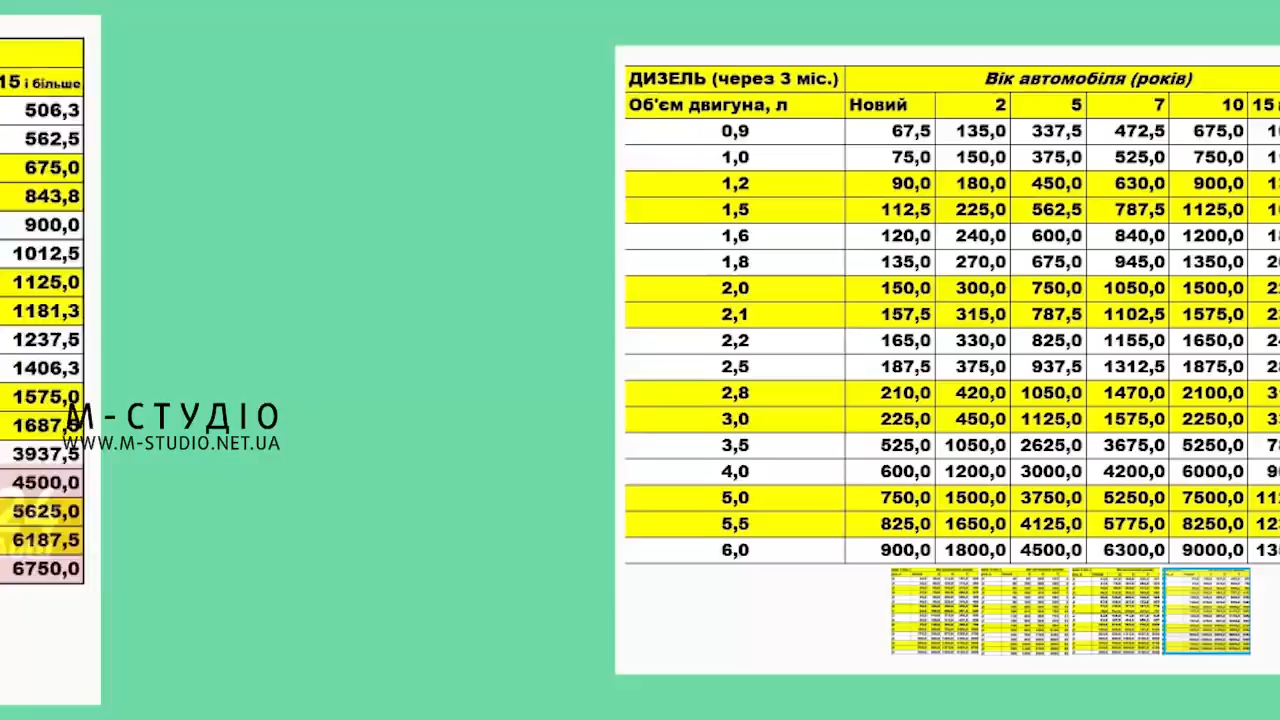 15 і більше
506,3
562,5
675,0
843,8
900,0
1012,5
1125,0
1181,3
1237,5
1406,3
1575,0
1687,5
3937,5
4500,0
5625,0
6187,5
6750,0
М-СТУДІО
WWW.M-STUDIO.NET.UA
ДИЗЕЛЬ (через 3 міс.) Вік автомобіля (років)
Об'єм двигуна, л Новий 2 5 7 10 15
0,9 67,5 135,0 337,5 472,5 675,0
1,0 75,0 150,0 375,0 525,0 750,0
1,2 90,0 180,0 450,0 630,0 900,0
1,5 112,5 225,0 562,5 787,5 1125,0
1,6 120,0 240,0 600,0 840,0 1200,0
1,8 135,0 270,0 675,0 945,0 1350,0
2,0 150,0 300,0 750,0 1050,0 1500,0
2,1 157,5 315,0 787,5 1102,5 1575,0
2,2 165,0 330,0 825,0 1155,0 1650,0
2,5 187,5 375,0 937,5 1312,5 1875,0
2,8 210,0 420,0 1050,0 1470,0 2100,0
3,0 225,0 450,0 1125,0 1575,0 2250,0
3,5 525,0 1050,0 2625,0 3675,0 5250,0
4,0 600,0 1200,0 3000,0 4200,0 6000,0
5,0 750,0 1500,0 3750,0 5250,0 7500,0
5,5 825,0 1650,0 4125,0 5775,0 8250,0
6,0 900,0 1800,0 4500,0 6300,0 9000,0